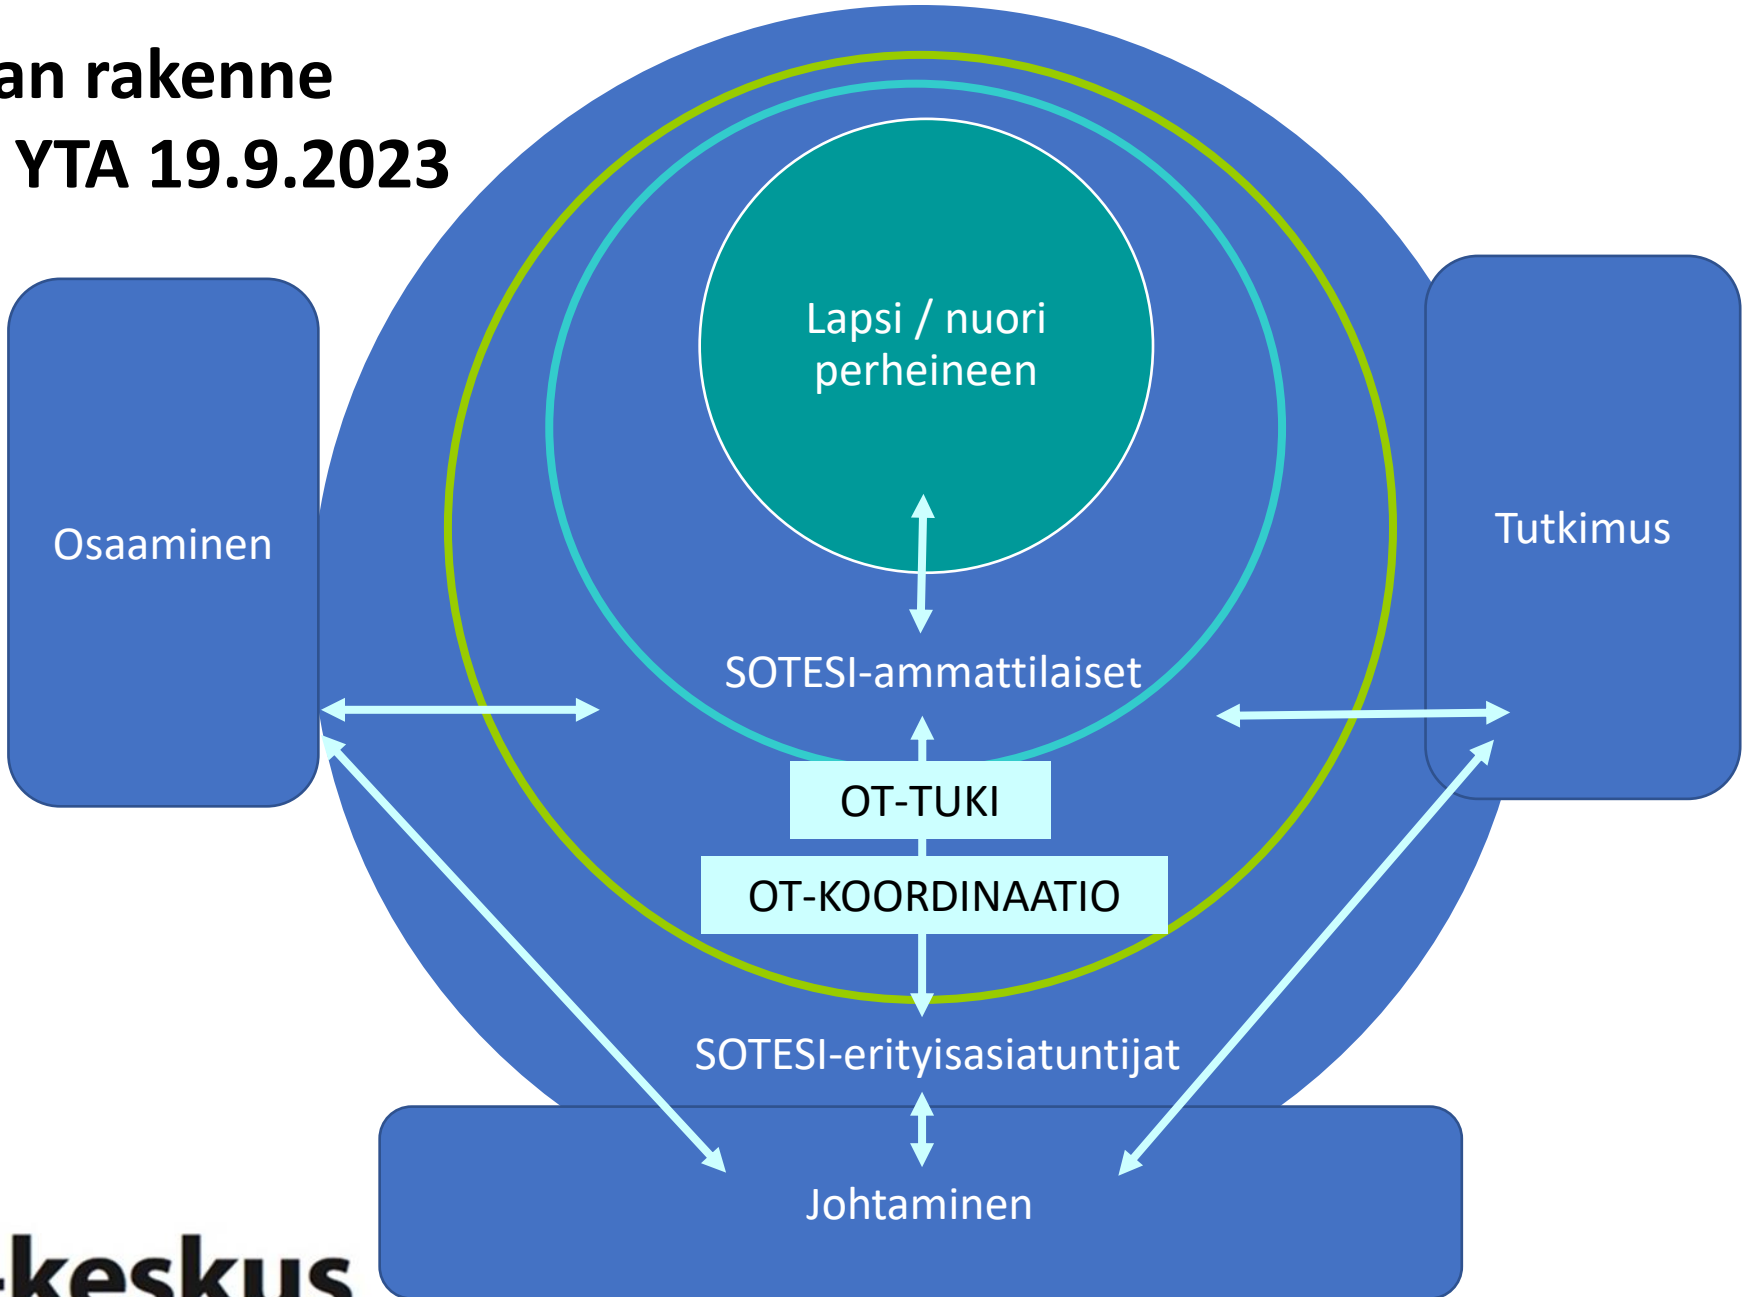 an rakenne
YTA 19.9.2023
Lapsi / nuori
perheineen
Osaaminen
Tutkimus
SOTESI-ammattilaiset
OT-TUKI
OT-KOORDINAATIO
SOTESI-erityisasiatuntijat
Johtaminen
-keskus